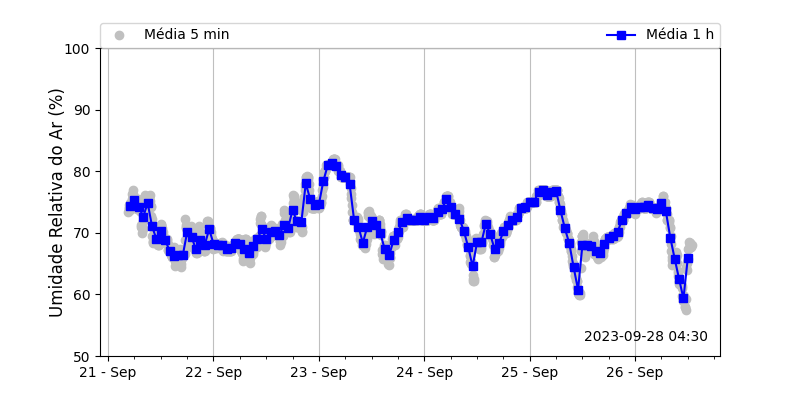 Média 5 min
Média 1 h
Umidade Relativa do Ar (%)
100
90
80
70
60
50
2023-09-28 04:30
21 - Sep
22 - Sep
23 - Sep
24 - Sep
25 - Sep
26 - Sep